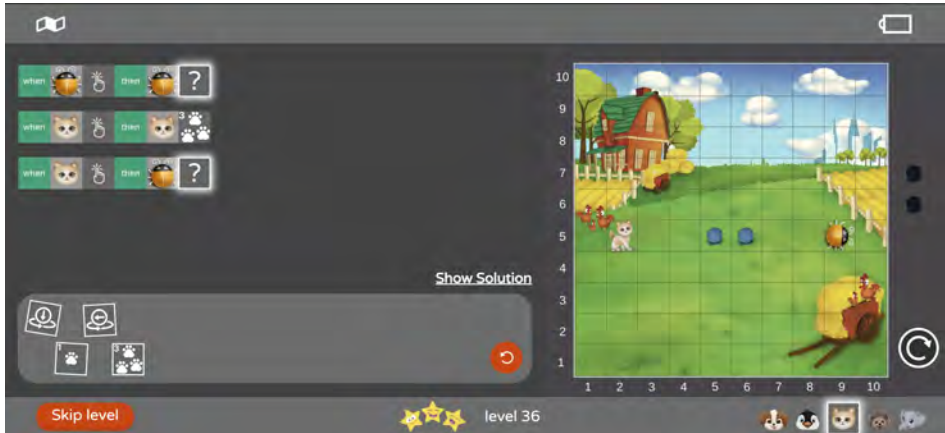 when then ?
when then 3
when then ?
Show Solution
1 3
Skip level
level 36
10
9
8
7
6
5
4
3
2
1
1 2 3 4 5 6 7 8 9 10